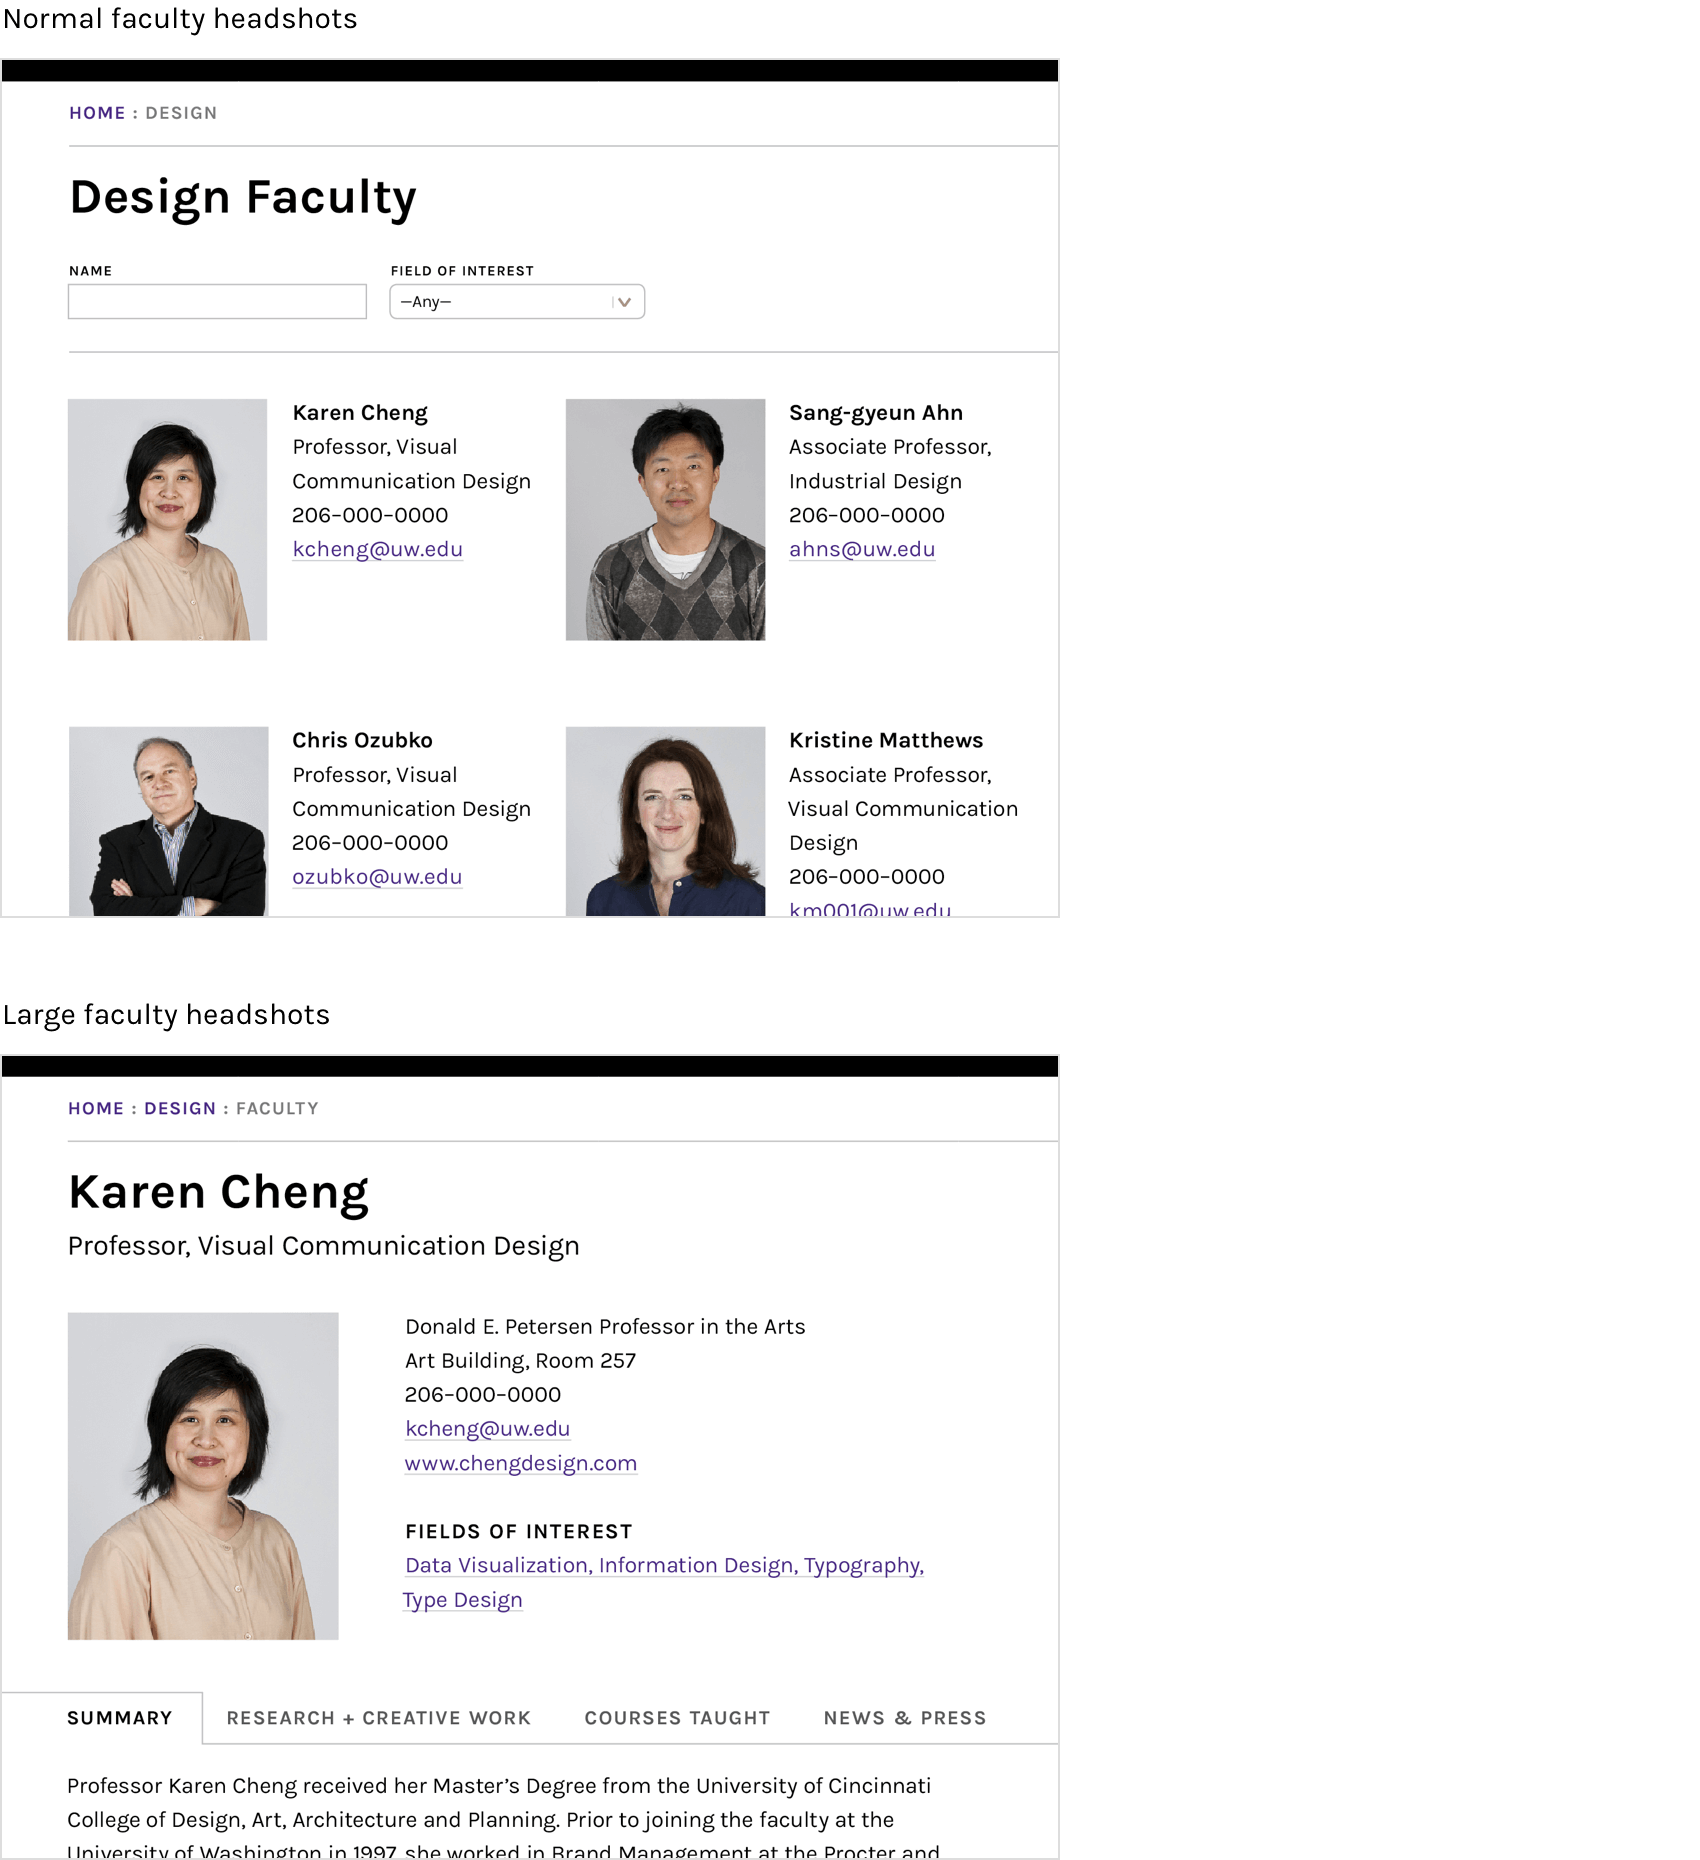 Normal faculty headshots
HOME : DESIGN
Design Faculty
NAME
FIELD OF INTEREST
—Any—
Karen Cheng
Professor, Visual
Communication Design
206–000–0000
kcheng@uw.edu
Sang-gyeun Ahn
Associate Professor,
Industrial Design
206–000–0000
ahns@uw.edu
Chris Ozubko
Professor, Visual
Communication Design
206–000–0000
ozubko@uw.edu
Kristine Matthews
Associate Professor,
Visual Communication
Design
206–000–0000
km001@uw.edu
Large faculty headshots
HOME : DESIGN : FACULTY
Karen Cheng
Professor, Visual Communication Design
Donald E. Petersen Professor in the Arts
Art Building, Room 257
206–000–0000
kcheng@uw.edu
www.chengdesign.com
FIELDS OF INTEREST
Data Visualization, Information Design, Typography,
Type Design
SUMMARY
RESEARCH + CREATIVE WORK
COURSES TAUGHT
NEWS & PRESS
Professor Karen Cheng received her Master’s Degree from the University of Cincinnati
College of Design, Art, Architecture and Planning. Prior to joining the faculty at the
University of Washington in 1997, she worked in Brand Management at the Procter and